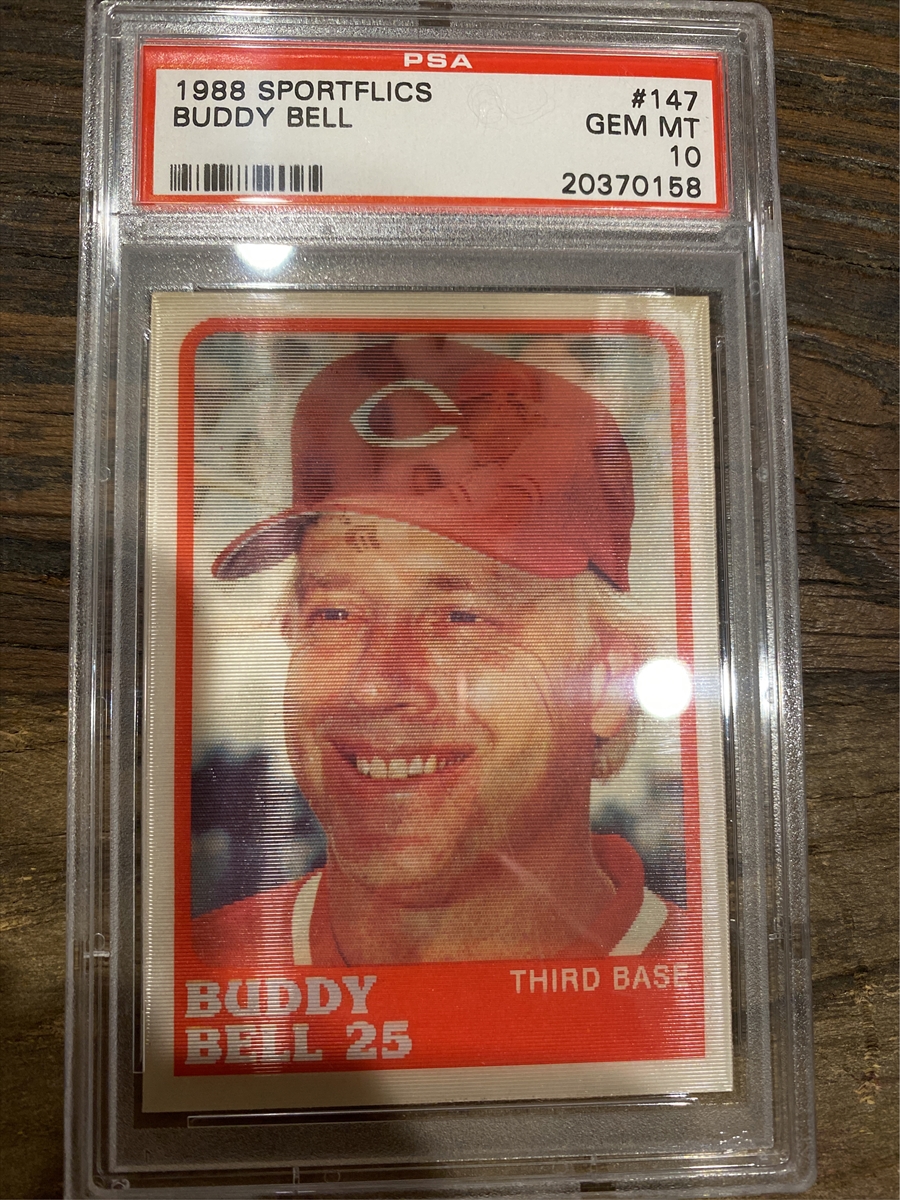 PSA
1988 SPORTFLICS #147
BUDDY BELL GEM MT
10
20370158
C
THIRD BASE
BUDDY
BELL 25